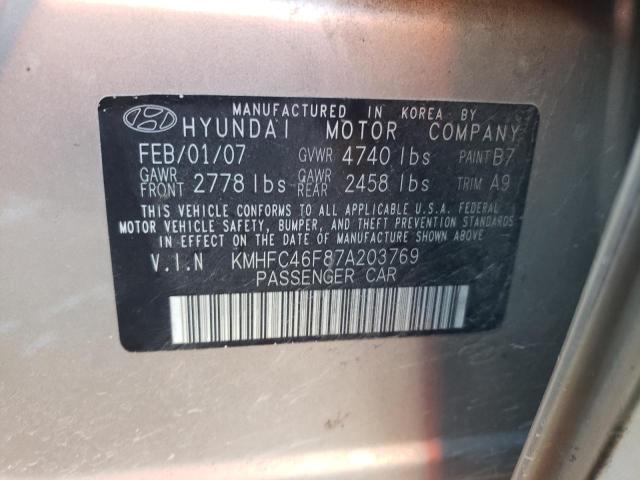 MANUFACTURED IN KOREA BY
HYUNDAI MOTOR COMPANY
FEB/01/07 GVWR 4740 lbs PAINT B7
GAWR FRONT 2778 lbs GAWR REAR 2458 lbs TRIM A9
THIS VEHICLE CONFORMS TO ALL APPLICABLE U.S.A. FEDERAL
MOTOR VEHICLE SAFETY, BUMPER, AND THEFT PREVENTION STANDARDS
IN EFFECT ON THE DATE OF MANUFACTURE SHOWN ABOVE.
V.I.N KMHFC46F87A203769
PASSENGER CAR